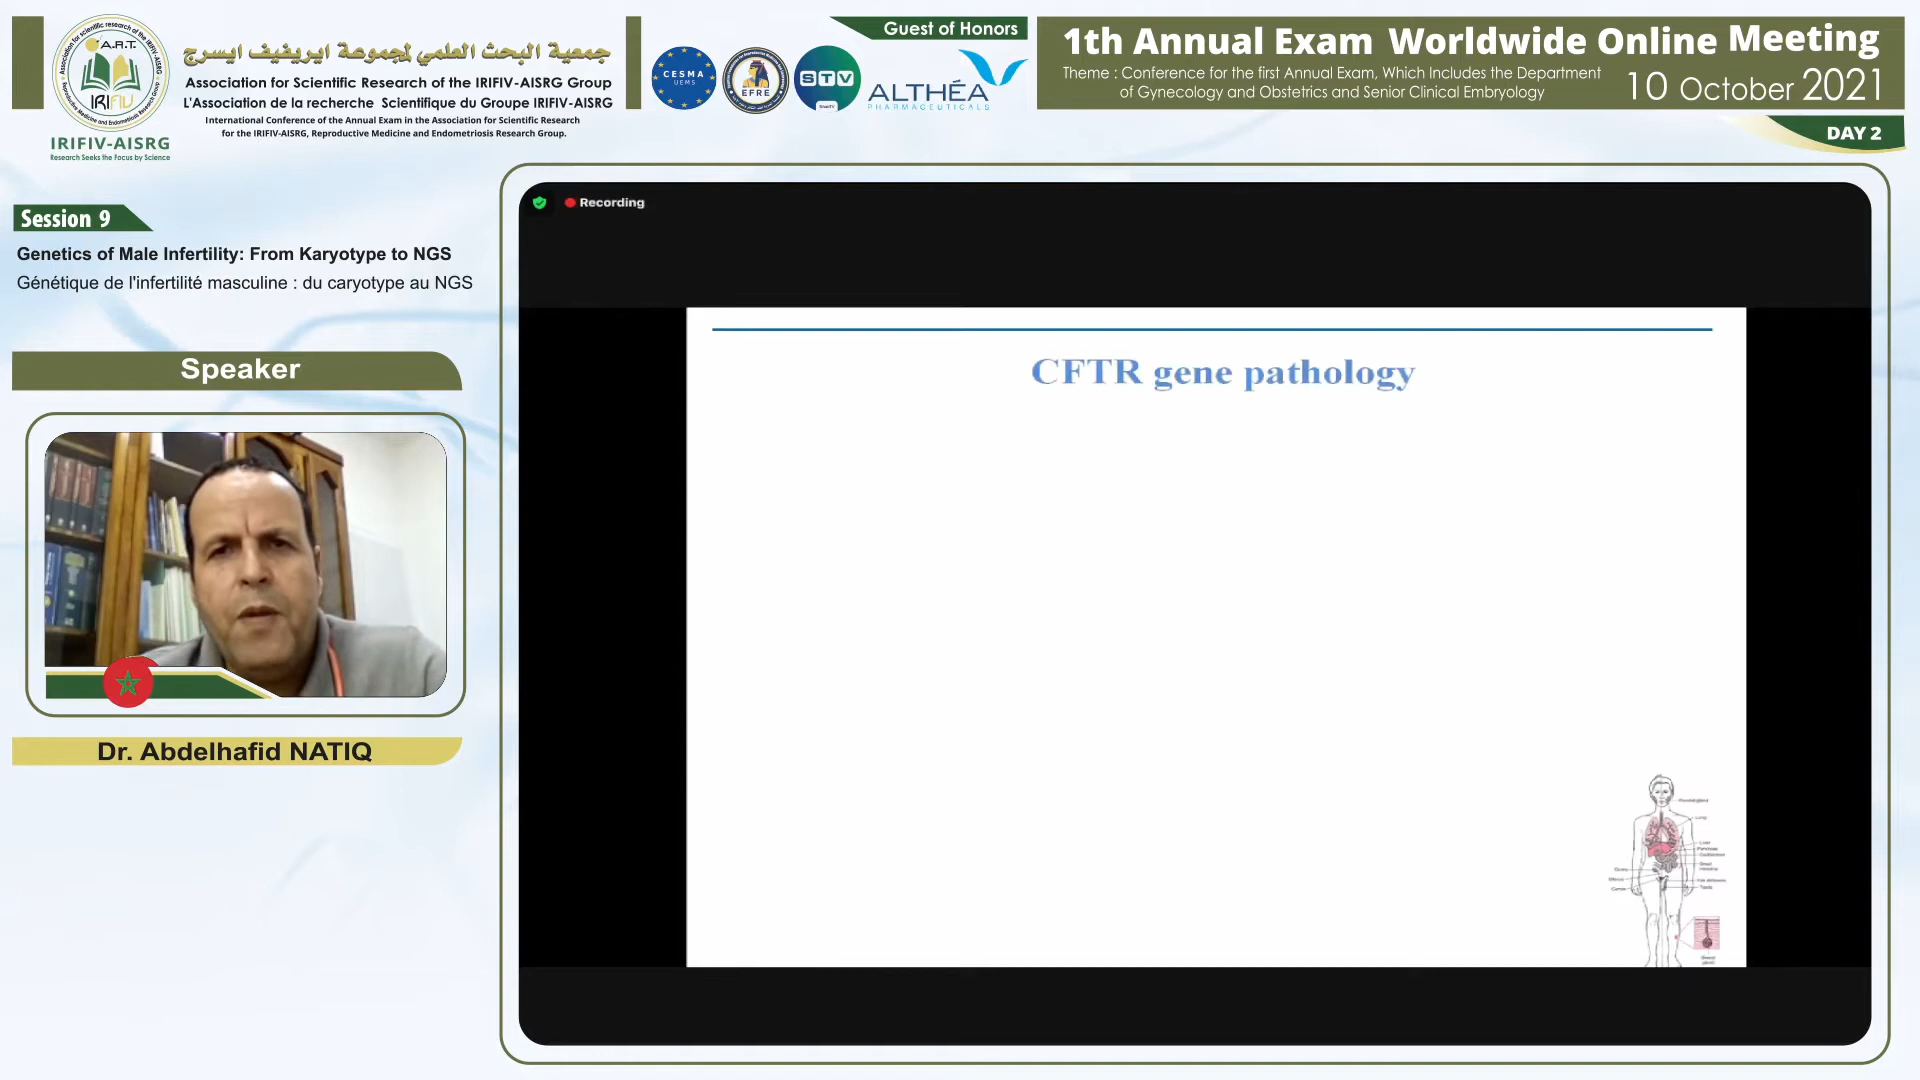 A.R.T.
IRIFIV
IRIFIV-AISRG
Research Seeks the Focus by Science
جمعية البحث العلمي لمجموعة ايريفيف ايسرج
Association for Scientific Research of the IRIFIV-AISRG Group
L'Association de la recherche Scientifique du Groupe IRIFIV-AISRG
International Conference of the Annual Exam in the Association for Scientific Research
for the IRIFIV-AISRG, Reproductive Medicine and Endometriosis Research Group.
Guest of Honors
CESMA
UEMS
EFRE
STV
ALTHÉA
PHARMACEUTICALS
1th Annual Exam Worldwide Online Meeting
Theme : Conference for the first Annual Exam, Which Includes the Department
of Gynecology and Obstetrics and Senior Clinical Embryology
10 October 2021
DAY 2
Session 9
Genetics of Male Infertility: From Karyotype to NGS
Génétique de l'infertilité masculine : du caryotype au NGS
Speaker
Dr. Abdelhafid NATIQ
Recording
CFTR gene pathology